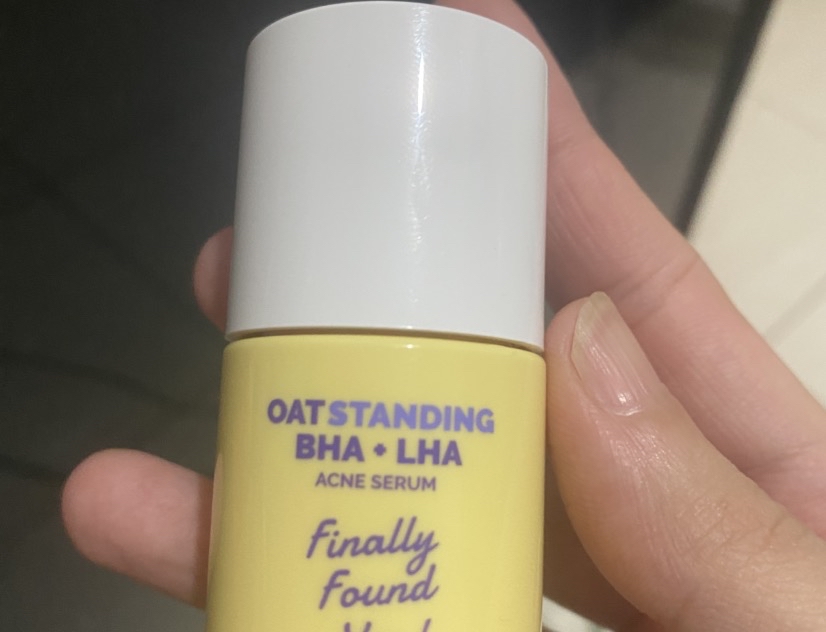 OATSTANDING
BHA + LHA
ACNE SERUM
Finally
Found